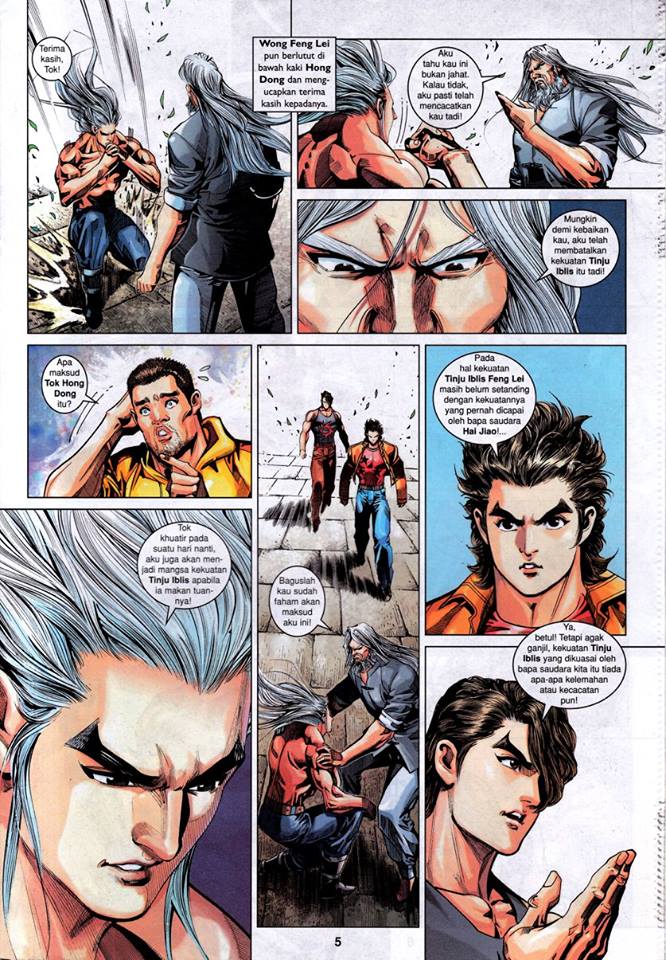 Terima
kasih,
Tok!
Wong Feng Lei
pun berlutut di
bawah kaki Hong
Dong dan meng-
ucapkan terima
kasih kepadanya.
Aku
tahu kau ini
bukan jahat.
Kalau tidak,
aku pasti telah
mencacatkan
kau tadi!
Mungkin
demi kebaikan
kau, aku telah
membatalkan
kekuatan Tinju
Iblis itu tadi!
Apa
maksud
Tok Hong
Dong
itu?
Pada
hal kekuatan
Tinju Iblis Feng Lei
masih belum setanding
dengan kekuatannya
yang pernah dicapai
oleh bapa saudara
Hai Jiao!...
Tok
khuatir pada
suatu hari nanti,
aku juga akan men-
jadi mangsa kekuatan
Tinju Iblis apabila
ia makan tuan-
nya!
Baguslah
kau sudah
faham akan
maksud
aku ini!
Ya,
betul! Tetapi agak
ganjil, kekuatan Tinju
Iblis yang dikuasai oleh
bapa saudara kita itu tiada
apa-apa kelemahan
atau kecacatan
pun!
5